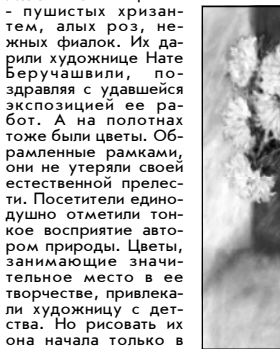 - пушистых хризан-
тем, алых роз, не-
жных фиалок. Их да-
рили художнице Нате
Беручашвили, по-
здравляя с удавшейся
экспозицией ее ра-
бот. А на полотнах
тоже были цветы. Об-
рамленные рамками,
они не утеряли своей
естественной прелес-
ти. Посетители едино-
душно отметили тон-
кое восприятие авто-
ром природы. Цветы,
занимающие значи-
тельное место в ее
творчестве, привлека-
ли художницу с дет-
ства. Но рисовать их
она начала только в